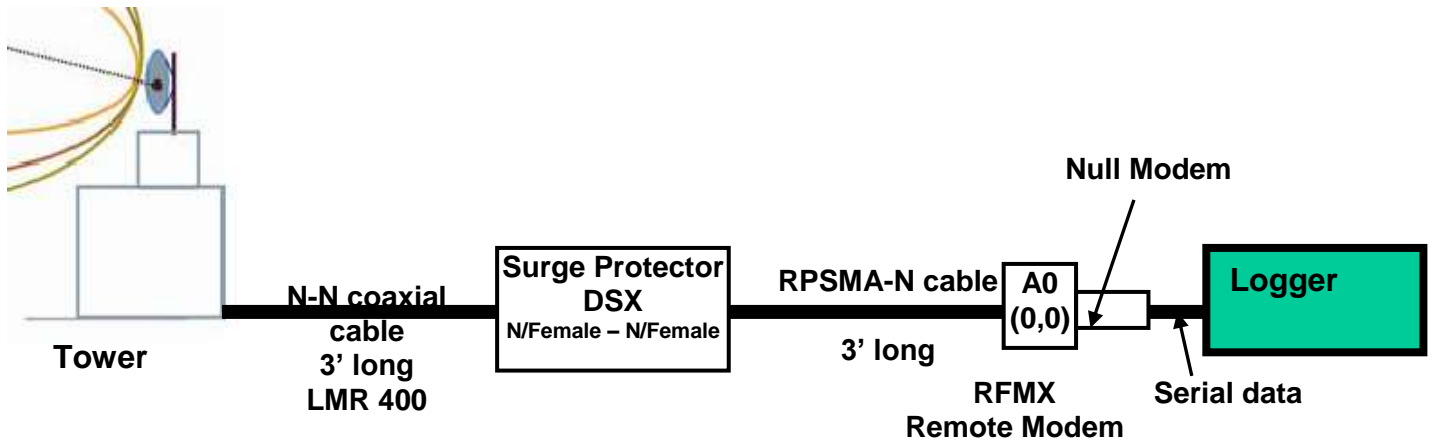 Tower
N-N coaxial
cable
3’ long
LMR 400
Surge Protector
DSX
N/Female – N/Female
RPSMA-N cable
3’ long
A0
(0,0)
RFMX
Remote Modem
Null Modem
Serial data
Logger